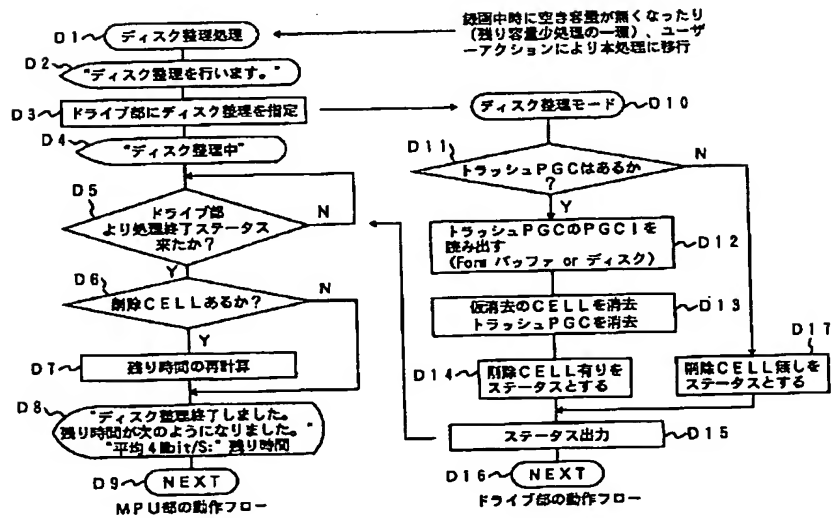 録画中時に空き容量が無くなったり
(残り容量少処理の一環)、ユーザ
ーアクションにより本処理に移行
D1 ディスク整理処理
D2 "ディスク整理を行います。"
D3 ドライブ部にディスク整理を指定
D4 "ディスク整理中"
D5 ドライブ部
より処理終了ステータス
来たか?
N
Y
D6 削除CELLあるか?
N
Y
D7 残り時間の再計算
D8 "ディスク整理終了しました。
残り時間が次のようになりました。"
"平均4Mbit/S:"残り時間
D9 NEXT
MPU部の動作フロー
ディスク整理モード D10
D11 トラッシュPGCはあるか
?
N
Y
トラッシュPGCのPGCIを
読み出す
(Form バッファ or ディスク)
D12
仮消去のCELLを消去
トラッシュPGCを消去
D13
D14 削除CELL有りを
ステータスとする
D17
削除CELL無しを
ステータスとする
ステータス出力 D15
D16 NEXT
ドライブ部の動作フロー